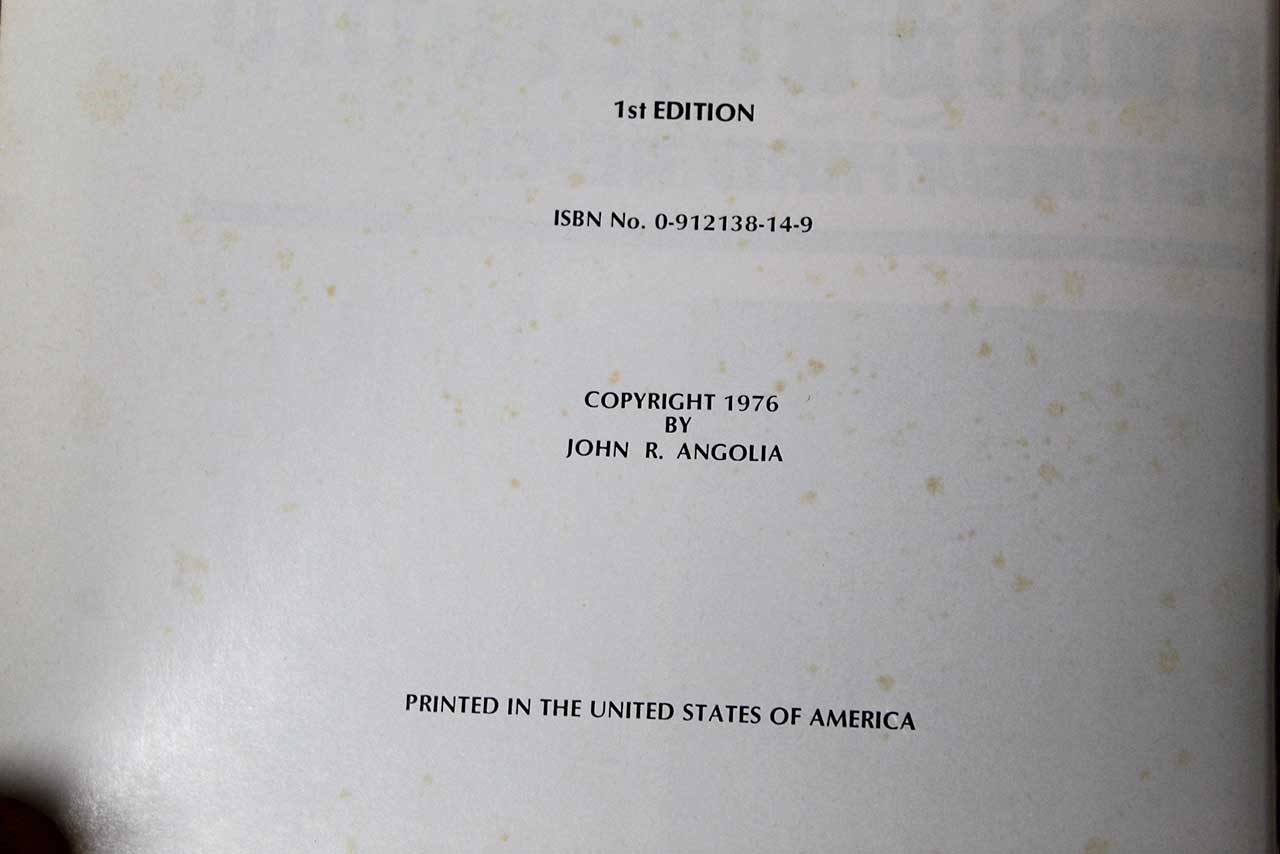 1st EDITION
ISBN No. 0-912138-14-9
COPYRIGHT 1976
BY
JOHN R. ANGOLIA
PRINTED IN THE UNITED STATES OF AMERICA